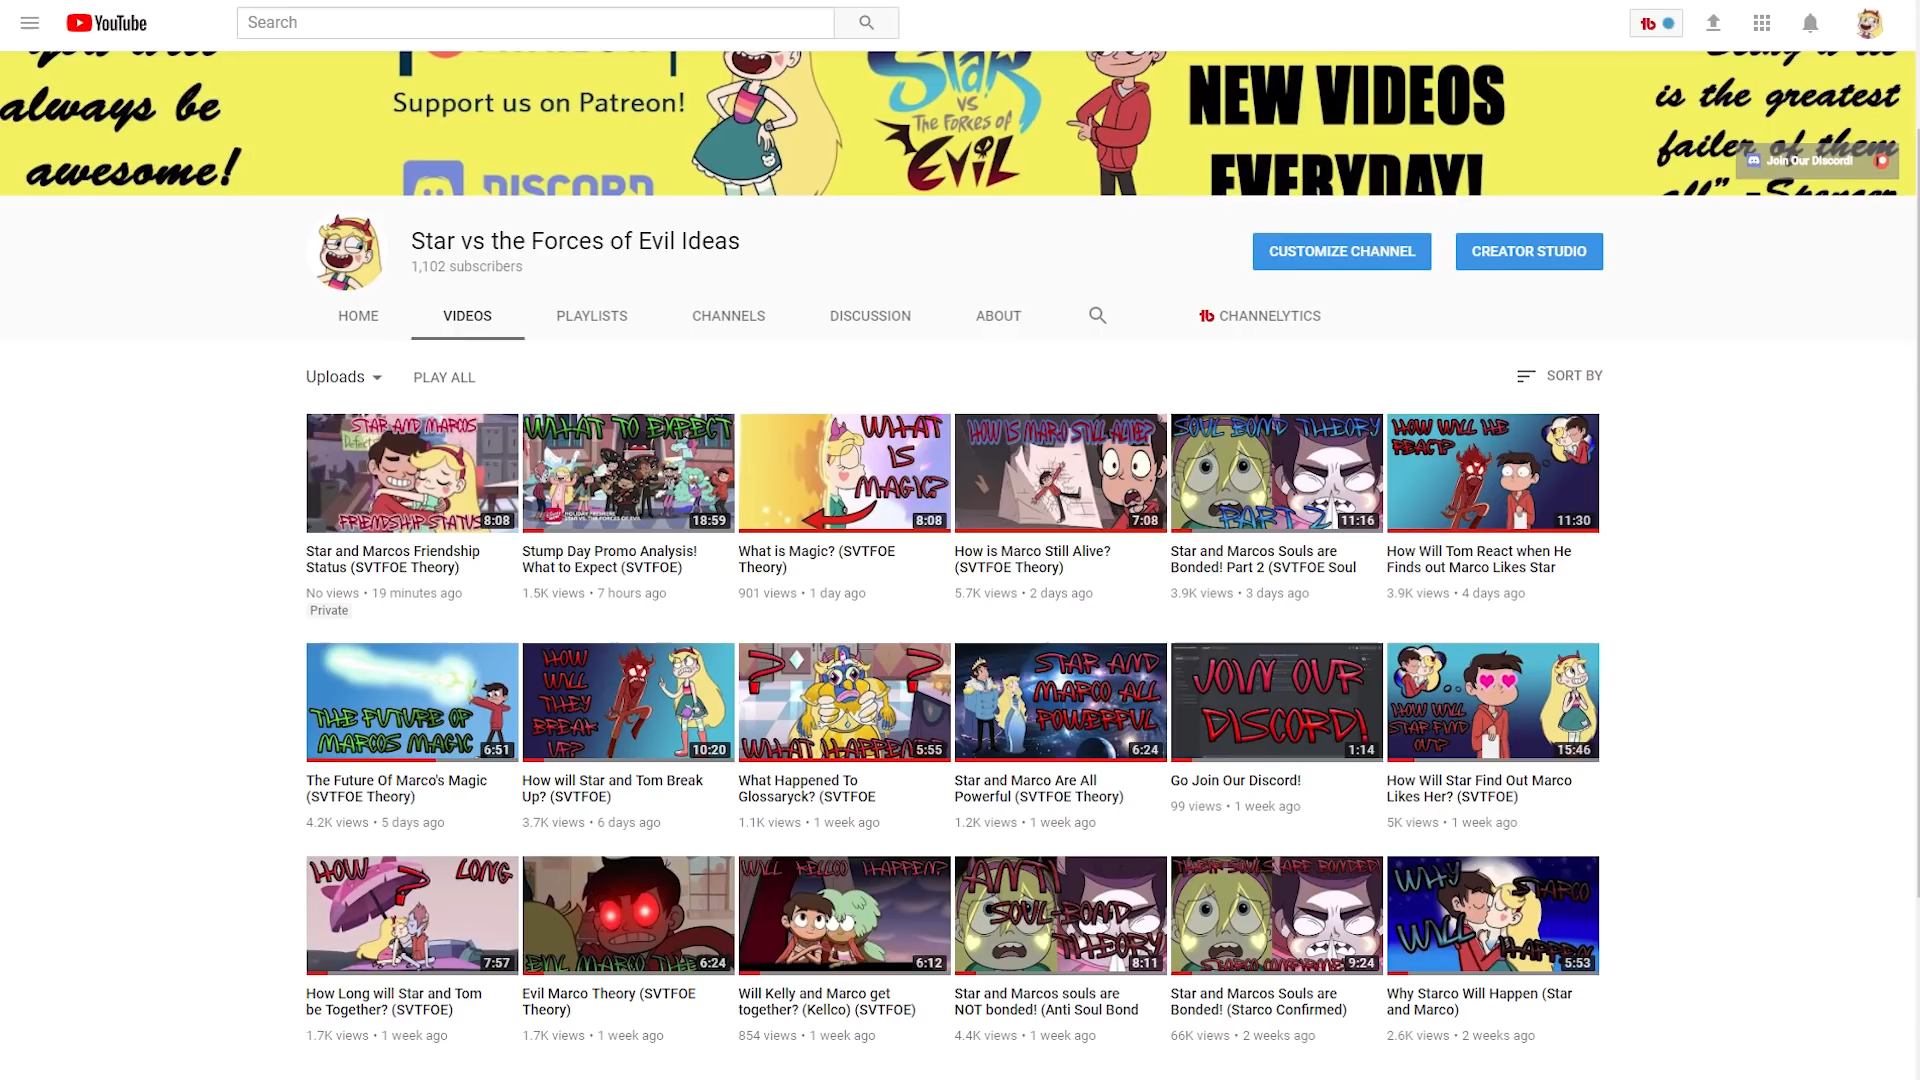 YouTube
Search
you will
always be
awesome!
Support us on Patreon!
DISCORD
Star
vs
The Forces of
Evil
NEW VIDEOS
EVERYDAY!
is the greatest
failer of them
all" -Spencer
Join Our Discord!
Star vs the Forces of Evil Ideas
1,102 subscribers
CUSTOMIZE CHANNEL
CREATOR STUDIO
HOME
VIDEOS
PLAYLISTS
CHANNELS
DISCUSSION
ABOUT
CHANNELYTICS
Uploads
PLAY ALL
SORT BY
STAR AND MARCOS
FRIENDSHIP STATUS
8:08
WHAT TO EXPECT
18:59
WHAT
IS
MAGIC?
8:08
HOW IS MARCO STILL ALIVE?
7:08
SOUL BOND THEORY
PART 2
11:16
HOW WILL HE
REACT?
11:30
Star and Marcos Friendship
Status (SVTFOE Theory)
No views • 19 minutes ago
Private
Stump Day Promo Analysis!
What to Expect (SVTFOE)
1.5K views • 7 hours ago
What is Magic? (SVTFOE
Theory)
901 views • 1 day ago
How is Marco Still Alive?
(SVTFOE Theory)
5.7K views • 2 days ago
Star and Marcos Souls are
Bonded! Part 2 (SVTFOE Soul
3.9K views • 3 days ago
How Will Tom React when He
Finds out Marco Likes Star
3.9K views • 4 days ago
THE FUTURE OF
MARCOS MAGIC
6:51
HOW
WILL
THEY
BREAK
UP?
10:20
? ?
WHAT HAPPENED
5:55
STAR AND
MARCO ALL
POWERFUL
6:24
JOIN OUR
DISCORD!
1:14
HOW WILL
STAR FIND
OUT?
15:46
The Future Of Marco's Magic
(SVTFOE Theory)
4.2K views • 5 days ago
How will Star and Tom Break
Up? (SVTFOE)
3.7K views • 6 days ago
What Happened To
Glossaryck? (SVTFOE
1.1K views • 1 week ago
Star and Marco Are All
Powerful (SVTFOE Theory)
1.2K views • 1 week ago
Go Join Our Discord!
99 views • 1 week ago
How Will Star Find Out Marco
Likes Her? (SVTFOE)
5K views • 1 week ago
HOW LONG
?
7:57
EVIL MARCO THE
6:24
WILL KELLCO HAPPEN?
6:12
ANTI
SOUL-BOND
THEORY
8:11
THEIR SOULS ARE BONDED!
STARCO CONFIRMED
9:24
WHY STARCO
WILL HAPPEN
5:53
How Long will Star and Tom
be Together? (SVTFOE)
1.7K views • 1 week ago
Evil Marco Theory (SVTFOE
Theory)
1.7K views • 1 week ago
Will Kelly and Marco get
together? (Kellco) (SVTFOE)
854 views • 1 week ago
Star and Marcos souls are
NOT bonded! (Anti Soul Bond
4.4K views • 1 week ago
Star and Marcos Souls are
Bonded! (Starco Confirmed)
66K views • 2 weeks ago
Why Starco Will Happen (Star
and Marco)
2.6K views • 2 weeks ago